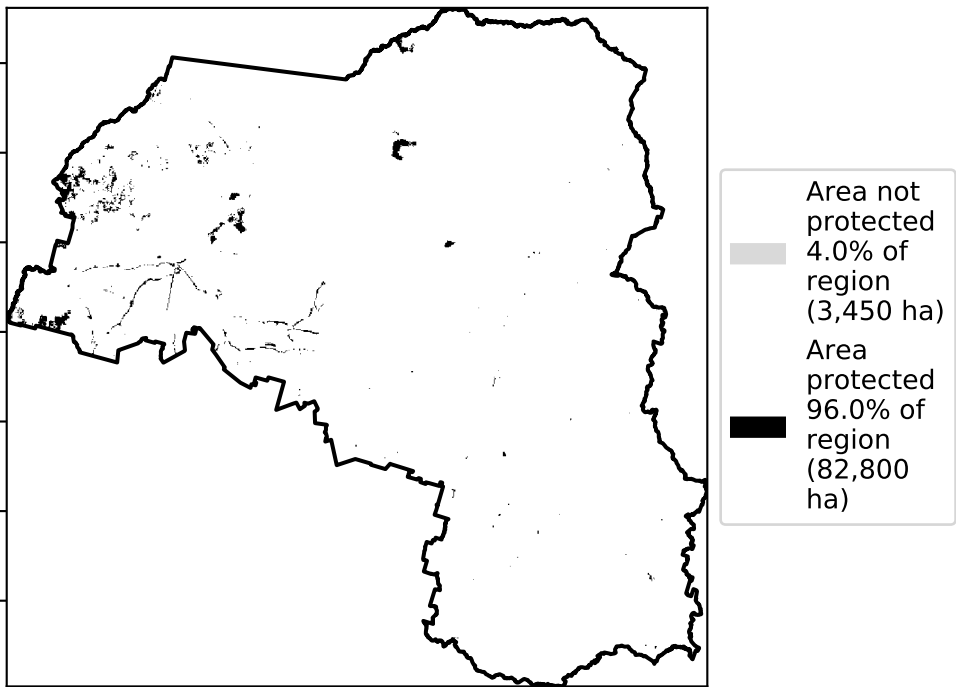 Area not
protected
4.0% of
region
(3,450 ha)
Area
protected
96.0% of
region
(82,800
ha)